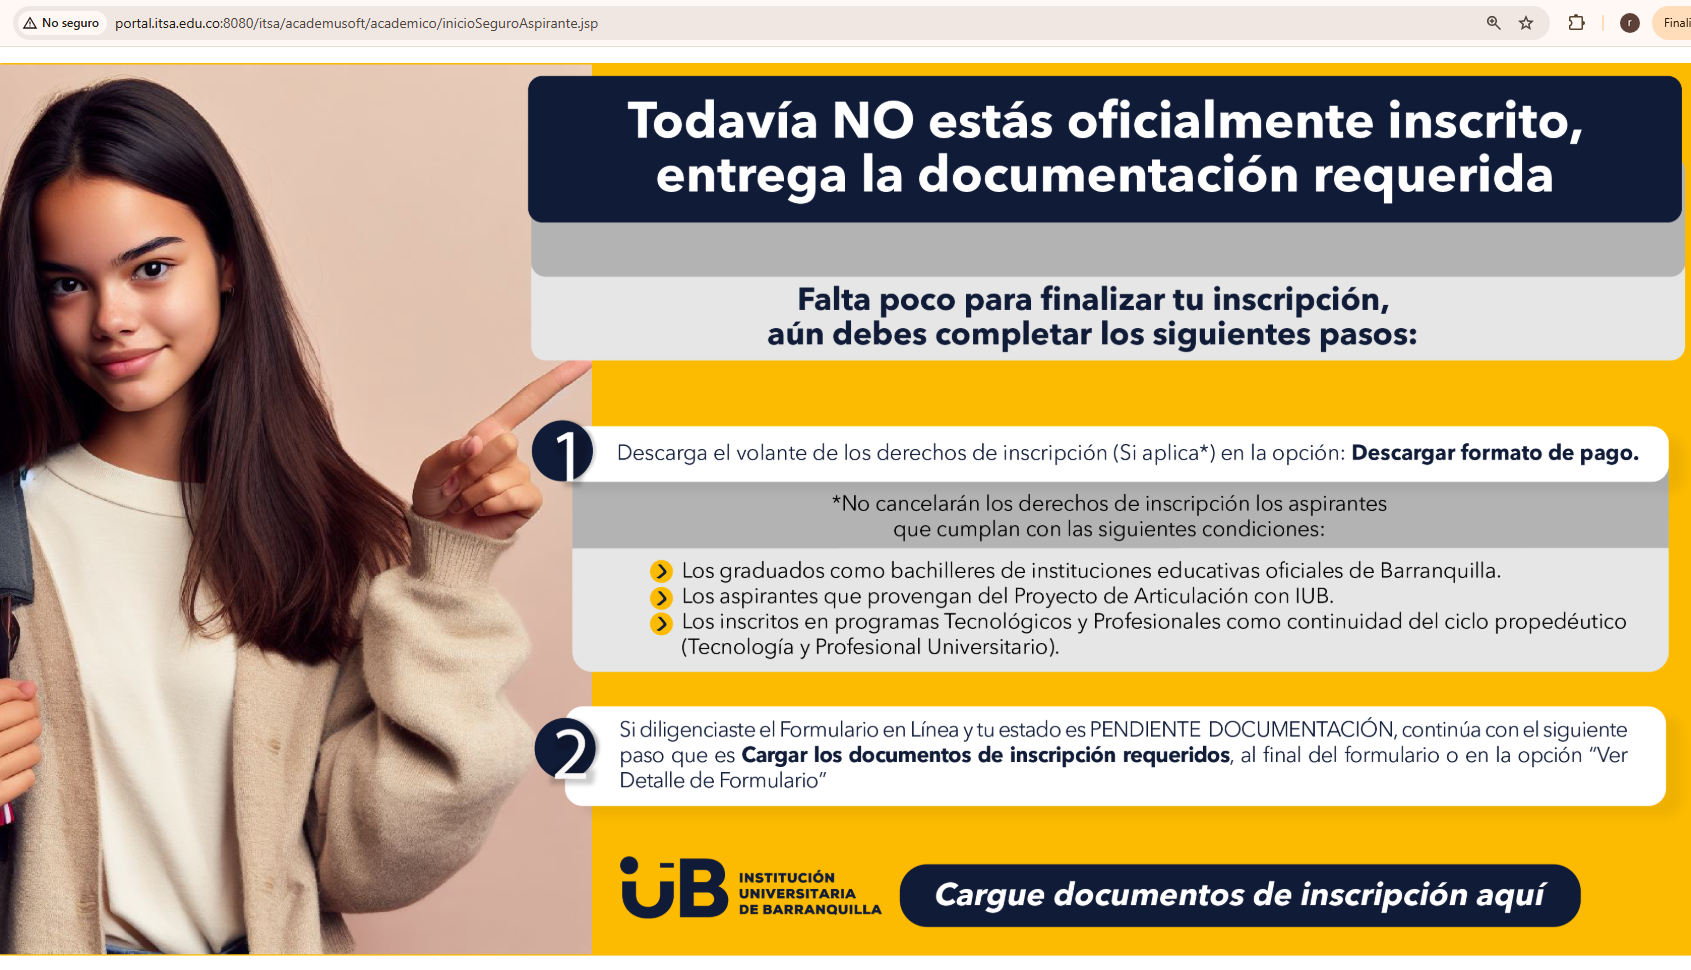 No seguro
portal.itsa.edu.co:8080/itsa/academusoft/academico/inicioSeguroAspirante.jsp
r
Finali
Todavía NO estás oficialmente inscrito,
entrega la documentación requerida
Falta poco para finalizar tu inscripción,
aún debes completar los siguientes pasos:
1
Descarga el volante de los derechos de inscripción (Si aplica*) en la opción: Descargar formato de pago.
*No cancelarán los derechos de inscripción los aspirantes
que cumplan con las siguientes condiciones:
Los graduados como bachilleres de instituciones educativas oficiales de Barranquilla.
Los aspirantes que provengan del Proyecto de Articulación con IUB.
Los inscritos en programas Tecnológicos y Profesionales como continuidad del ciclo propedéutico
(Tecnología y Profesional Universitario).
2
Si diligenciaste el Formulario en Línea y tu estado es PENDIENTE DOCUMENTACIÓN, continúa con el siguiente
paso que es Cargar los documentos de inscripción requeridos, al final del formulario o en la opción “Ver
Detalle de Formulario”
IUB
INSTITUCIÓN
UNIVERSITARIA
DE BARRANQUILLA
Cargue documentos de inscripción aquí